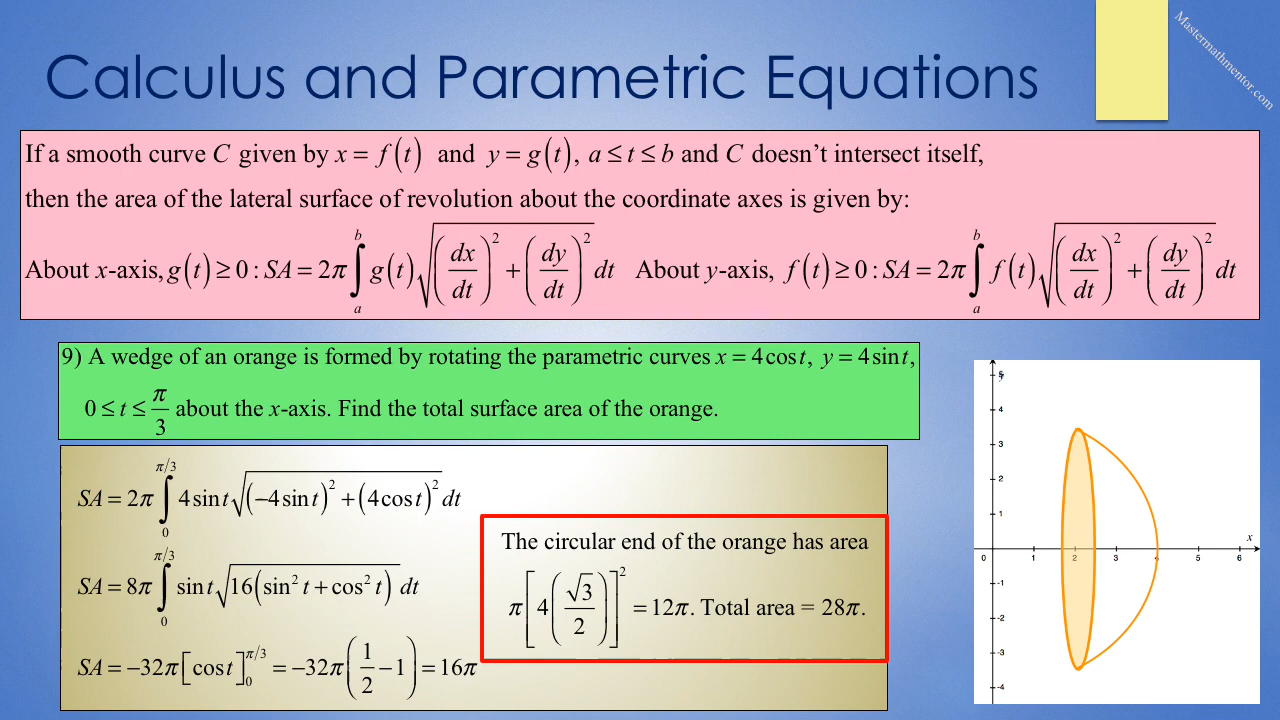 Calculus and Parametric Equations
Mastermathmentor.com
If a smooth curve C given by x = f(t) and y = g(t), a ≤ t ≤ b and C doesn't intersect itself,
then the area of the lateral surface of revolution about the coordinate axes is given by:
About x-axis, g(t) ≥ 0 : SA = 2π ∫_a^b g(t) √((dx/dt)² + (dy/dt)²) dt About y-axis, f(t) ≥ 0 : SA = 2π ∫_a^b f(t) √((dx/dt)² + (dy/dt)²) dt
9) A wedge of an orange is formed by rotating the parametric curves x = 4cos t, y = 4sin t,
0 ≤ t ≤ π/3 about the x-axis. Find the total surface area of the orange.
SA = 2π ∫_0^{π/3} 4sin t √((−4sin t)² + (4cos t)²) dt
SA = 8π ∫_0^{π/3} sin t √(16(sin² t + cos² t)) dt
SA = −32π [cos t]_0^{π/3} = −32π (1/2 − 1) = 16π
The circular end of the orange has area
π [4(√3/2)]² = 12π. Total area = 28π.
4
3
2
1
x
0 1 2 3 5 6
-1
-2
-3
-4